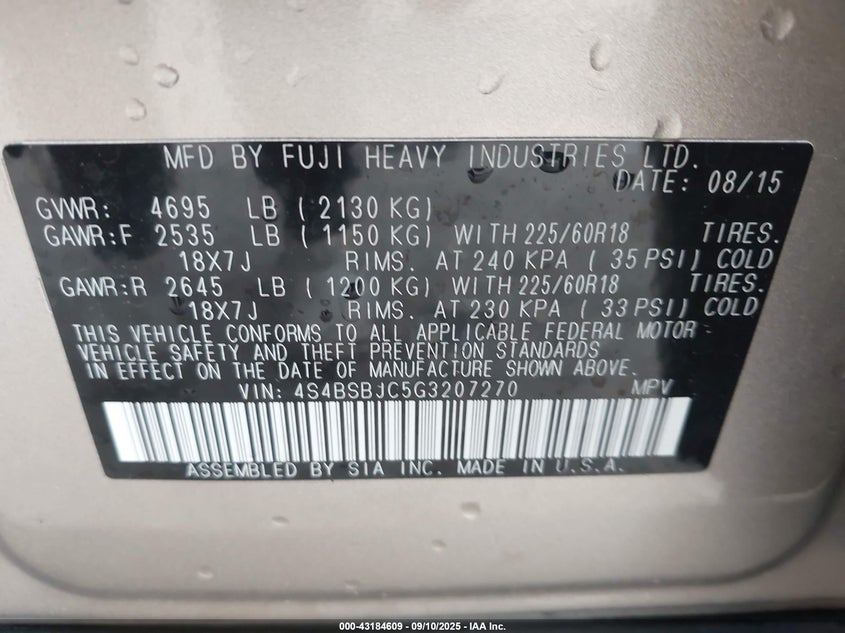 MFD BY FUJI HEAVY INDUSTRIES LTD.
DATE: 08/15
GVWR: 4695 LB ( 2130 KG)
GAWR:F 2535 LB ( 1150 KG) WITH 225/60R18 TIRES.
18X7J RIMS. AT 240 KPA ( 35 PSI) COLD
GAWR:R 2645 LB ( 1200 KG) WITH 225/60R18 TIRES.
18X7J RIMS. AT 230 KPA ( 33 PSI) COLD
THIS VEHICLE CONFORMS TO ALL APPLICABLE FEDERAL MOTOR
VEHICLE SAFETY AND THEFT PREVENTION STANDARDS
IN EFFECT ON THE DATE OF MANUFACTURE SHOWN ABOVE.
VIN: 4S4BSBJC5G3207270 MPV
ASSEMBLED BY SIA INC. MADE IN U.S.A.
000-43184609 - 09/10/2025 - IAA Inc.